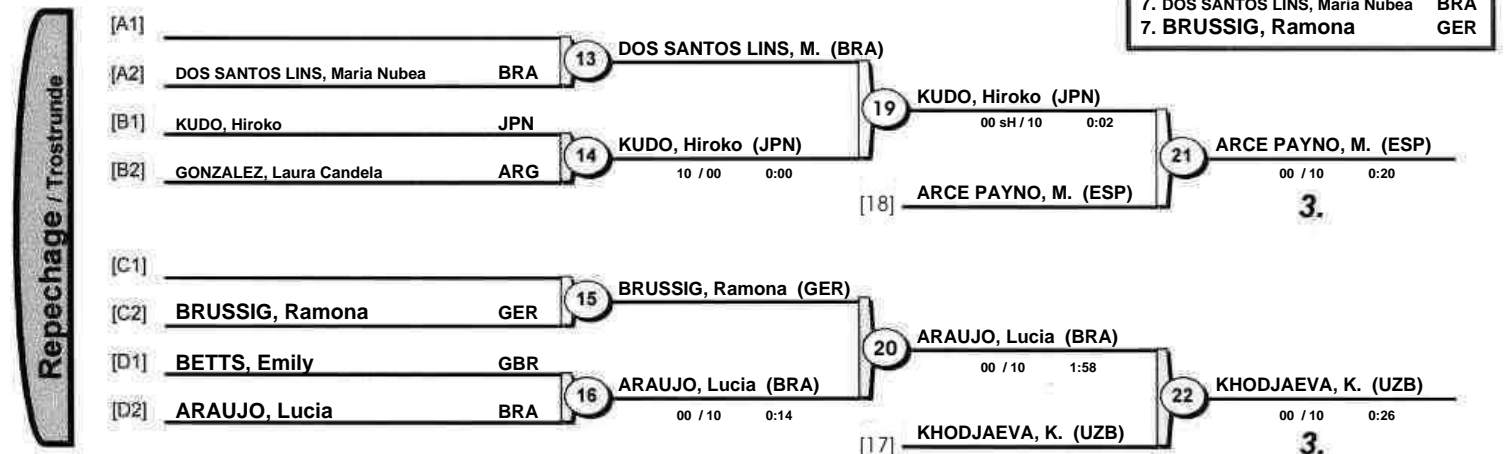 7. DOS SANTOS LINS, Maria Nubea BRA
7. BRUSSIG, Ramona GER
Repechage / Trostrunde
[A1]
[A2] DOS SANTOS LINS, Maria Nubea BRA
13
DOS SANTOS LINS, M. (BRA)
[B1] KUDO, Hiroko JPN
[B2] GONZALEZ, Laura Candela ARG
14
KUDO, Hiroko (JPN)
10 / 00 0:00
19
KUDO, Hiroko (JPN)
00 sH / 10 0:02
[18] ARCE PAYNO, M. (ESP)
21
ARCE PAYNO, M. (ESP)
00 / 10 0:20
3.
[C1]
[C2] BRUSSIG, Ramona GER
15
BRUSSIG, Ramona (GER)
[D1] BETTS, Emily GBR
[D2] ARAUJO, Lucia BRA
16
ARAUJO, Lucia (BRA)
00 / 10 0:14
20
ARAUJO, Lucia (BRA)
00 / 10 1:58
[17] KHODJAEVA, K. (UZB)
22
KHODJAEVA, K. (UZB)
00 / 10 0:26
3.